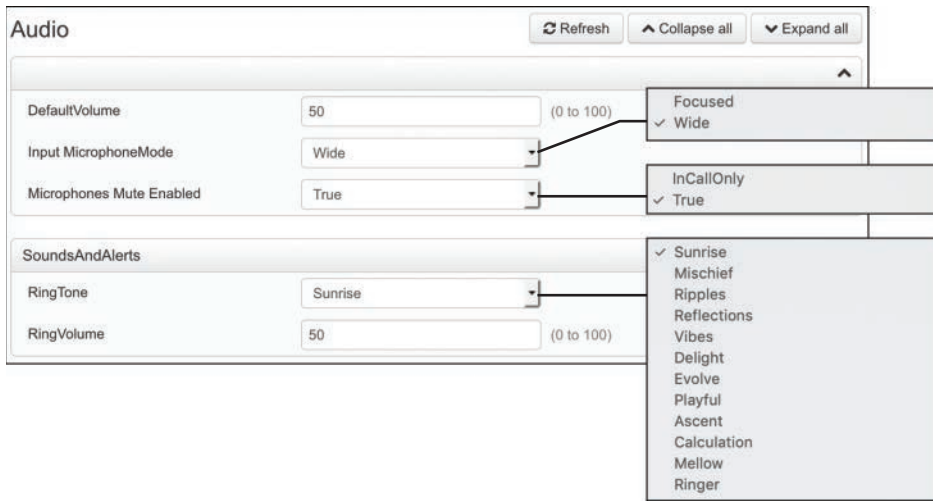 Audio
Refresh
Collapse all
Expand all
DefaultVolume 50 (0 to 100)
Input MicrophoneMode Wide
Microphones Mute Enabled True
Focused
✓ Wide
InCallOnly
✓ True
SoundsAndAlerts
RingTone Sunrise
RingVolume 50 (0 to 100)
✓ Sunrise
Mischief
Ripples
Reflections
Vibes
Delight
Evolve
Playful
Ascent
Calculation
Mellow
Ringer